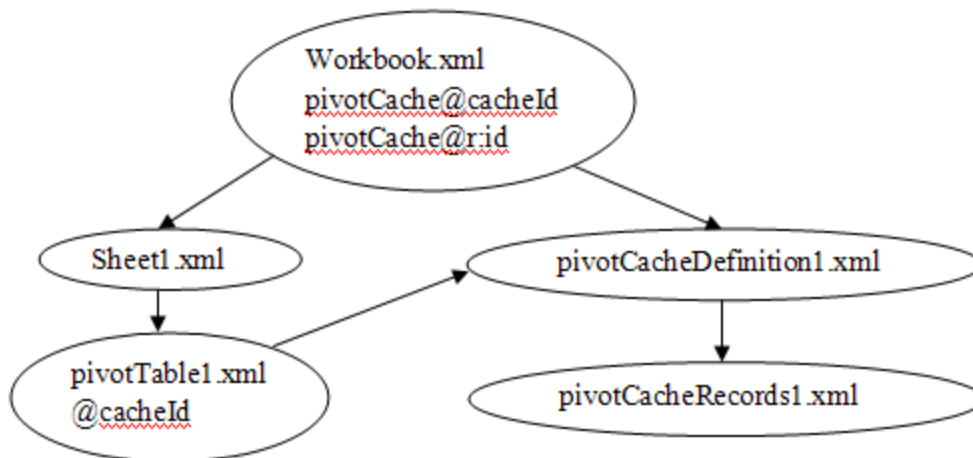 Workbook.xml
pivotCache@cacheId
pivotCache@r:id
Sheet1.xml
pivotCacheDefinition1.xml
pivotTable1.xml
@cacheId
pivotCacheRecords1.xml